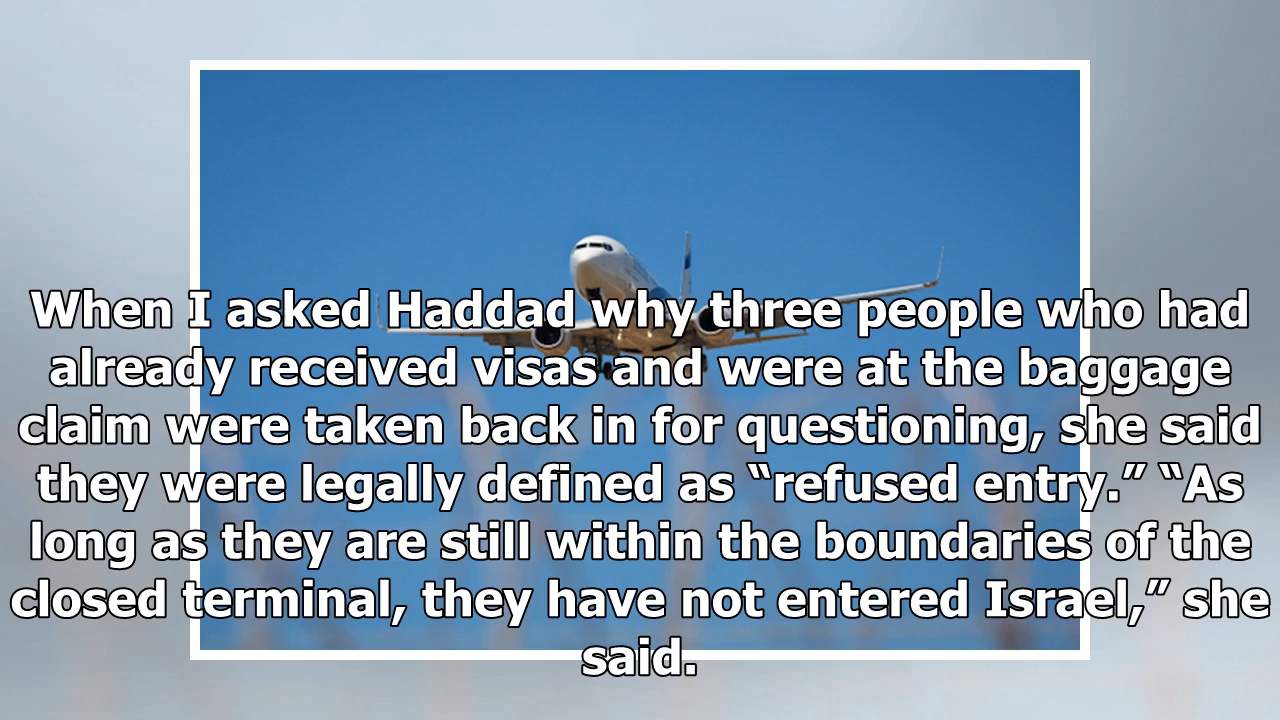 When I asked Haddad why three people who had
already received visas and were at the baggage
claim were taken back in for questioning, she said
they were legally defined as “refused entry.” “As
long as they are still within the boundaries of the
closed terminal, they have not entered Israel,” she
said.